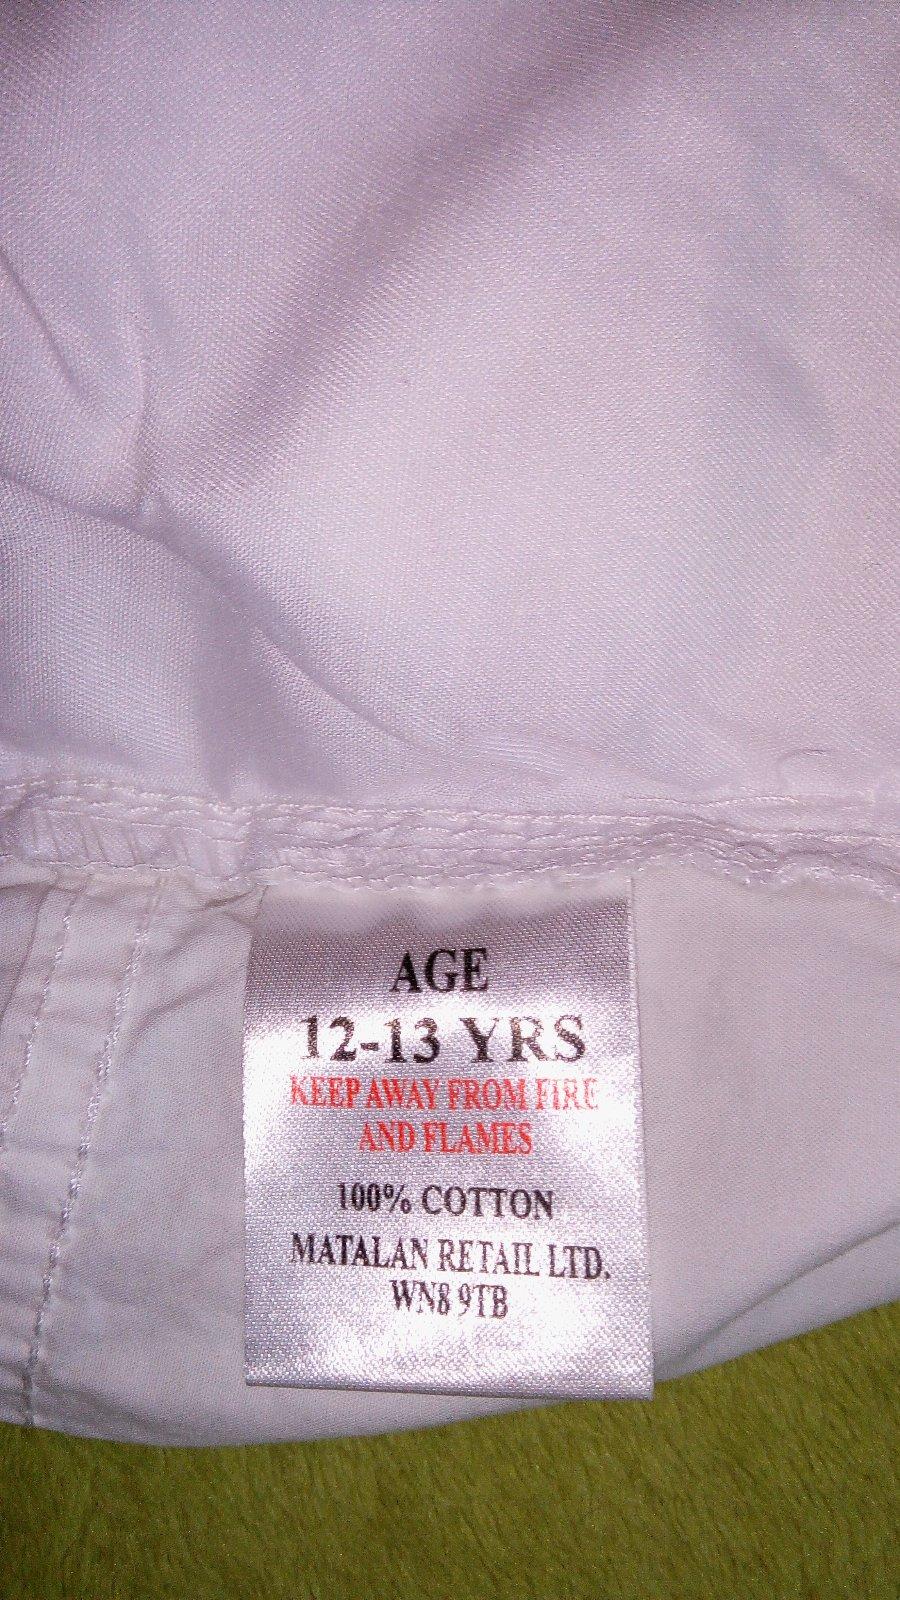 AGE
12-13 YRS
KEEP AWAY FROM FIRE
AND FLAMES
100% COTTON
MATALAN RETAIL LTD.
WN8 9TB